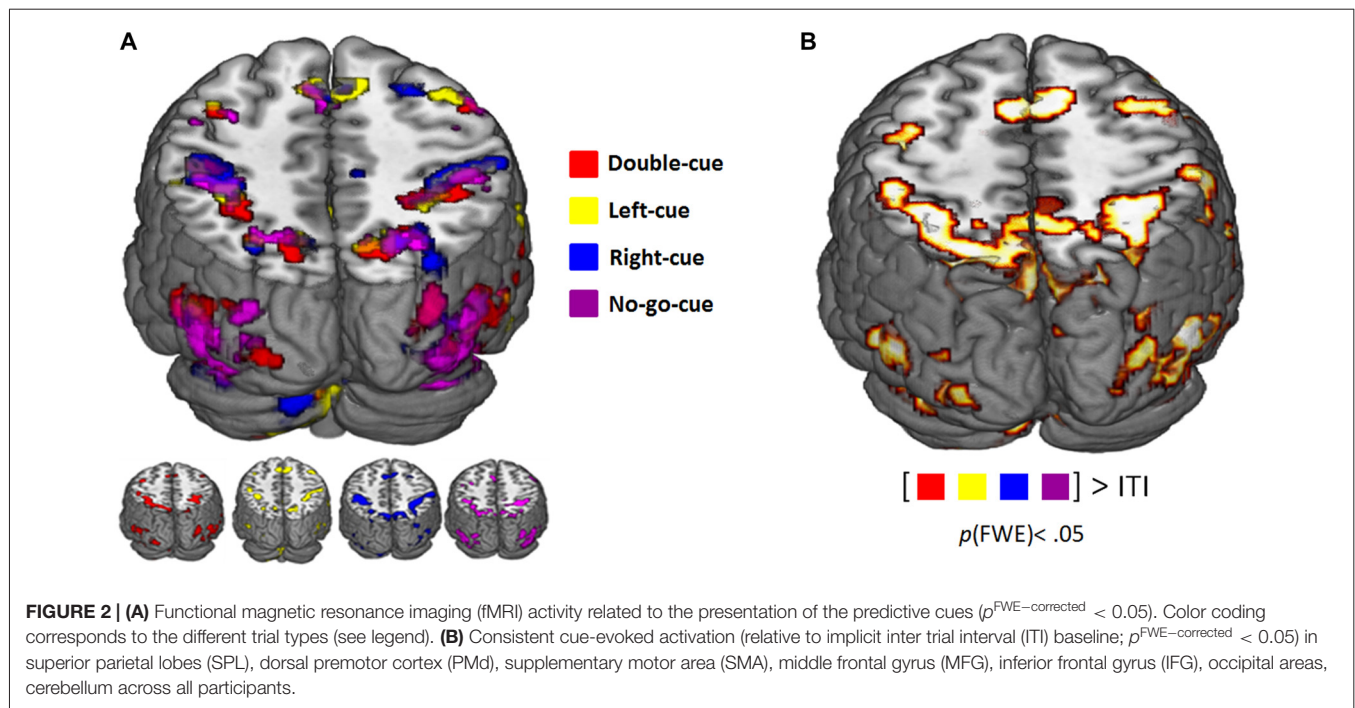 A
B
Double-cue
Left-cue
Right-cue
No-go-cue
[ ] > ITI
p(FWE)< .05
FIGURE 2 | (A) Functional magnetic resonance imaging (fMRI) activity related to the presentation of the predictive cues (p^FWE−corrected < 0.05). Color coding
corresponds to the different trial types (see legend). (B) Consistent cue-evoked activation (relative to implicit inter trial interval (ITI) baseline; p^FWE−corrected < 0.05) in
superior parietal lobes (SPL), dorsal premotor cortex (PMd), supplementary motor area (SMA), middle frontal gyrus (MFG), inferior frontal gyrus (IFG), occipital areas,
cerebellum across all participants.